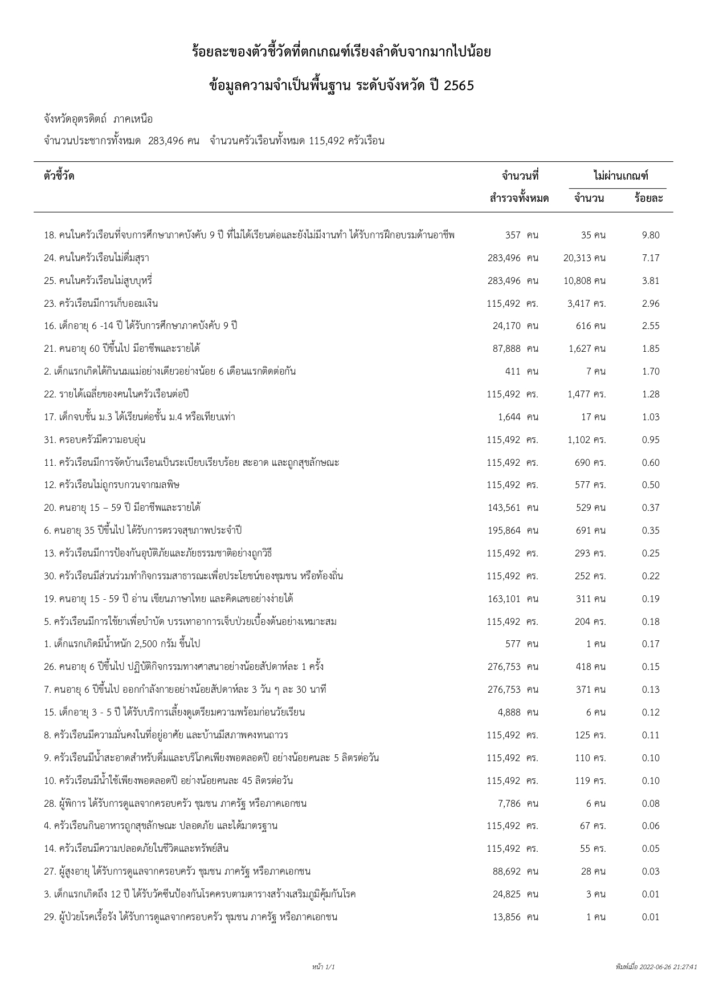 ร้อยละของตัวชี้วัดที่ตกเกณฑ์เรียงลำดับจากมากไปน้อย
ข้อมูลความจำเป็นพื้นฐาน ระดับจังหวัด ปี 2565
จังหวัดอุตรดิตถ์ ภาคเหนือ
จำนวนประชากรทั้งหมด 283,496 คน จำนวนครัวเรือนทั้งหมด 115,492 ครัวเรือน
ตัวชี้วัด จำนวนที่ ไม่ผ่านเกณฑ์
สำรวจทั้งหมด จำนวน ร้อยละ
18. คนในครัวเรือนที่จบการศึกษาภาคบังคับ 9 ปี ที่ไม่ได้เรียนต่อและยังไม่มีงานทำ ได้รับการฝึกอบรมด้านอาชีพ 357 คน 35 คน 9.80
24. คนในครัวเรือนไม่ดื่มสุรา 283,496 คน 20,313 คน 7.17
25. คนในครัวเรือนไม่สูบบุหรี่ 283,496 คน 10,808 คน 3.81
23. ครัวเรือนมีการเก็บออมเงิน 115,492 คร. 3,417 คร. 2.96
16. เด็กอายุ 6 -14 ปี ได้รับการศึกษาภาคบังคับ 9 ปี 24,170 คน 616 คน 2.55
21. คนอายุ 60 ปีขึ้นไป มีอาชีพและรายได้ 87,888 คน 1,627 คน 1.85
2. เด็กแรกเกิดได้กินนมแม่อย่างเดียวอย่างน้อย 6 เดือนแรกติดต่อกัน 411 คน 7 คน 1.70
22. รายได้เฉลี่ยของคนในครัวเรือนต่อปี 115,492 คร. 1,477 คร. 1.28
17. เด็กจบชั้น ม.3 ได้เรียนต่อชั้น ม.4 หรือเทียบเท่า 1,644 คน 17 คน 1.03
31. ครอบครัวมีความอบอุ่น 115,492 คร. 1,102 คร. 0.95
11. ครัวเรือนมีการจัดบ้านเรือนเป็นระเบียบเรียบร้อย สะอาด และถูกสุขลักษณะ 115,492 คร. 690 คร. 0.60
12. ครัวเรือนไม่ถูกรบกวนจากมลพิษ 115,492 คร. 577 คร. 0.50
20. คนอายุ 15 – 59 ปี มีอาชีพและรายได้ 143,561 คน 529 คน 0.37
6. คนอายุ 35 ปีขึ้นไป ได้รับการตรวจสุขภาพประจำปี 195,864 คน 691 คน 0.35
13. ครัวเรือนมีการป้องกันอุบัติภัยและภัยธรรมชาติอย่างถูกวิธี 115,492 คร. 293 คร. 0.25
30. ครัวเรือนมีส่วนร่วมทำกิจกรรมสาธารณะเพื่อประโยชน์ของชุมชน หรือท้องถิ่น 115,492 คร. 252 คร. 0.22
19. คนอายุ 15 - 59 ปี อ่าน เขียนภาษาไทย และคิดเลขอย่างง่ายได้ 163,101 คน 311 คน 0.19
5. ครัวเรือนมีการใช้ยาเพื่อบำบัด บรรเทาอาการเจ็บป่วยเบื้องต้นอย่างเหมาะสม 115,492 คร. 204 คร. 0.18
1. เด็กแรกเกิดมีน้ำหนัก 2,500 กรัม ขึ้นไป 577 คน 1 คน 0.17
26. คนอายุ 6 ปีขึ้นไป ปฏิบัติกิจกรรมทางศาสนาอย่างน้อยสัปดาห์ละ 1 ครั้ง 276,753 คน 418 คน 0.15
7. คนอายุ 6 ปีขึ้นไป ออกกำลังกายอย่างน้อยสัปดาห์ละ 3 วัน ๆ ละ 30 นาที 276,753 คน 371 คน 0.13
15. เด็กอายุ 3 - 5 ปี ได้รับบริการเลี้ยงดูเตรียมความพร้อมก่อนวัยเรียน 4,888 คน 6 คน 0.12
8. ครัวเรือนมีความมั่นคงในที่อยู่อาศัย และบ้านมีสภาพคงทนถาวร 115,492 คร. 125 คร. 0.11
9. ครัวเรือนมีน้ำสะอาดสำหรับดื่มและบริโภคเพียงพอตลอดปี อย่างน้อยคนละ 5 ลิตรต่อวัน 115,492 คร. 110 คร. 0.10
10. ครัวเรือนมีน้ำใช้เพียงพอตลอดปี อย่างน้อยคนละ 45 ลิตรต่อวัน 115,492 คร. 119 คร. 0.10
28. ผู้พิการ ได้รับการดูแลจากครอบครัว ชุมชน ภาครัฐ หรือภาคเอกชน 7,786 คน 6 คน 0.08
4. ครัวเรือนกินอาหารถูกสุขลักษณะ ปลอดภัย และได้มาตรฐาน 115,492 คร. 67 คร. 0.06
14. ครัวเรือนมีความปลอดภัยในชีวิตและทรัพย์สิน 115,492 คร. 55 คร. 0.05
27. ผู้สูงอายุ ได้รับการดูแลจากครอบครัว ชุมชน ภาครัฐ หรือภาคเอกชน 88,692 คน 28 คน 0.03
3. เด็กแรกเกิดถึง 12 ปี ได้รับวัคซีนป้องกันโรคครบตามตารางสร้างเสริมภูมิคุ้มกันโรค 24,825 คน 3 คน 0.01
29. ผู้ป่วยโรคเรื้อรัง ได้รับการดูแลจากครอบครัว ชุมชน ภาครัฐ หรือภาคเอกชน 13,856 คน 1 คน 0.01
หน้า 1/1 พิมพ์เมื่อ 2022-06-26 21:27:41